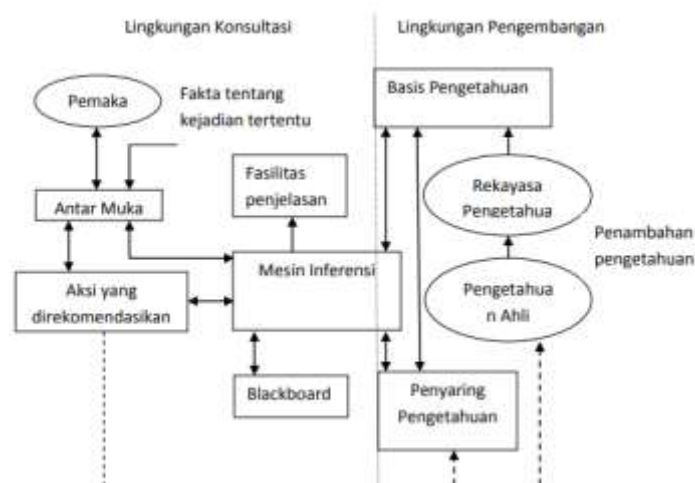 Lingkungan Konsultasi
Lingkungan Pengembangan
Pemaka
Fakta tentang
kejadian tertentu
Basis Pengetahuan
Fasilitas
penjelasan
Rekayasa
Pengetahua
Antar Muka
Penambahan
pengetahuan
Mesin Inferensi
Aksi yang
direkomendasikan
Pengetahua
n Ahli
Blackboard
Penyaring
Pengetahuan